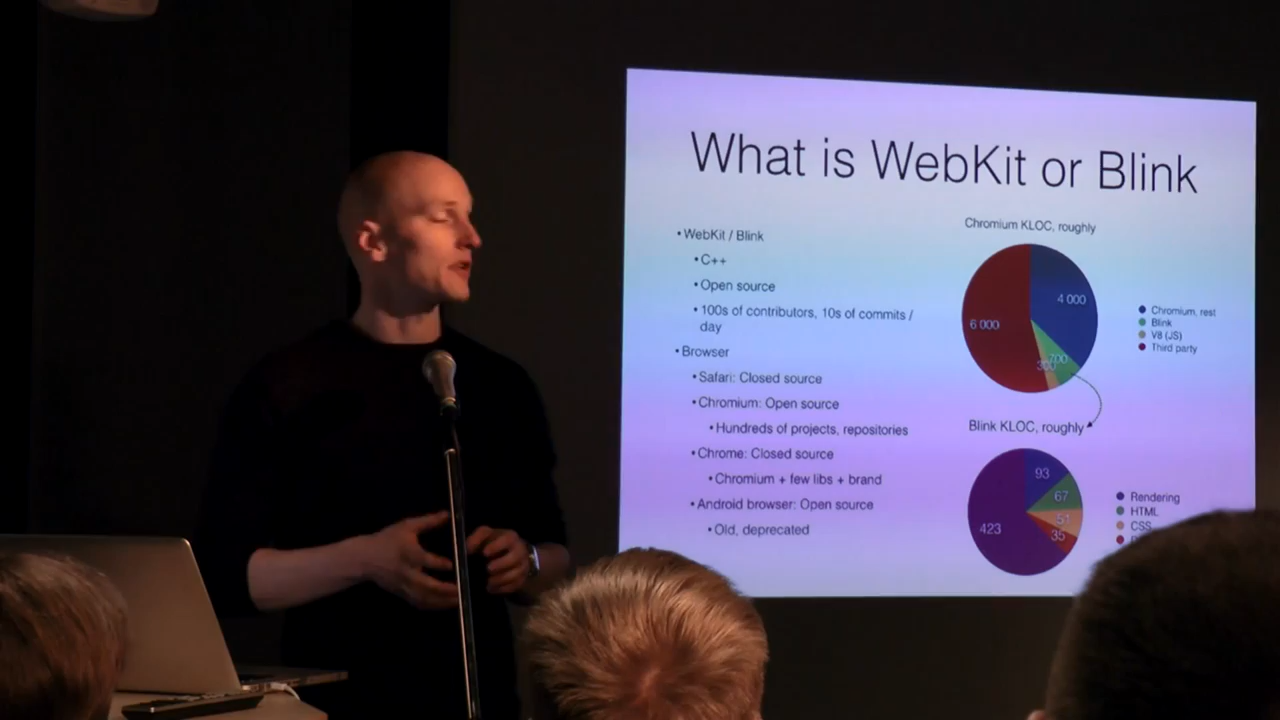 What is WebKit or Blink
• WebKit / Blink
• C++
• Open source
• 100s of contributors, 10s of commits /
day
• Browser
• Safari: Closed source
• Chromium: Open source
• Hundreds of projects, repositories
• Chrome: Closed source
• Chromium + few libs + brand
• Android browser: Open source
• Old, deprecated
Chromium KLOC, roughly
4 000
6 000
700
300
Chromium, rest
Blink
V8 (JS)
Third party
Blink KLOC, roughly
93
67
51
35
423
Rendering
HTML
CSS